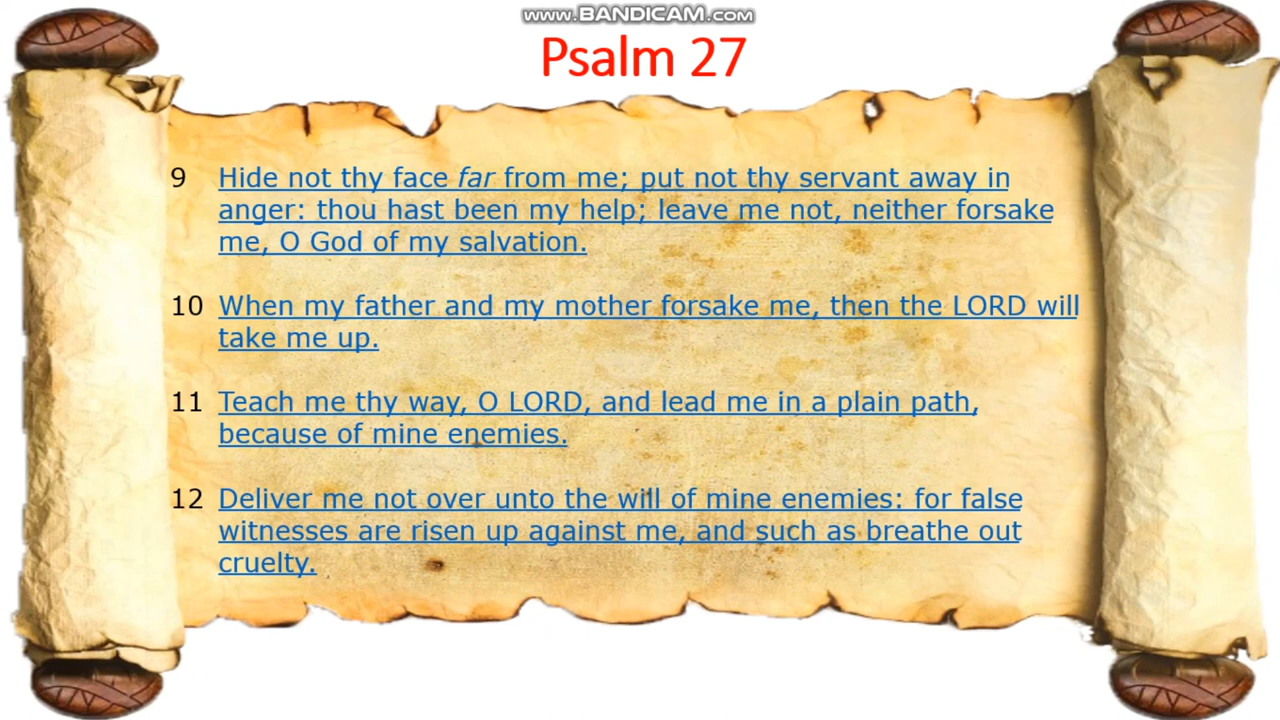 www.BANDICAM.com
Psalm 27
9 Hide not thy face far from me; put not thy servant away in
anger: thou hast been my help; leave me not, neither forsake
me, O God of my salvation.
10 When my father and my mother forsake me, then the LORD will
take me up.
11 Teach me thy way, O LORD, and lead me in a plain path,
because of mine enemies.
12 Deliver me not over unto the will of mine enemies: for false
witnesses are risen up against me, and such as breathe out
cruelty.